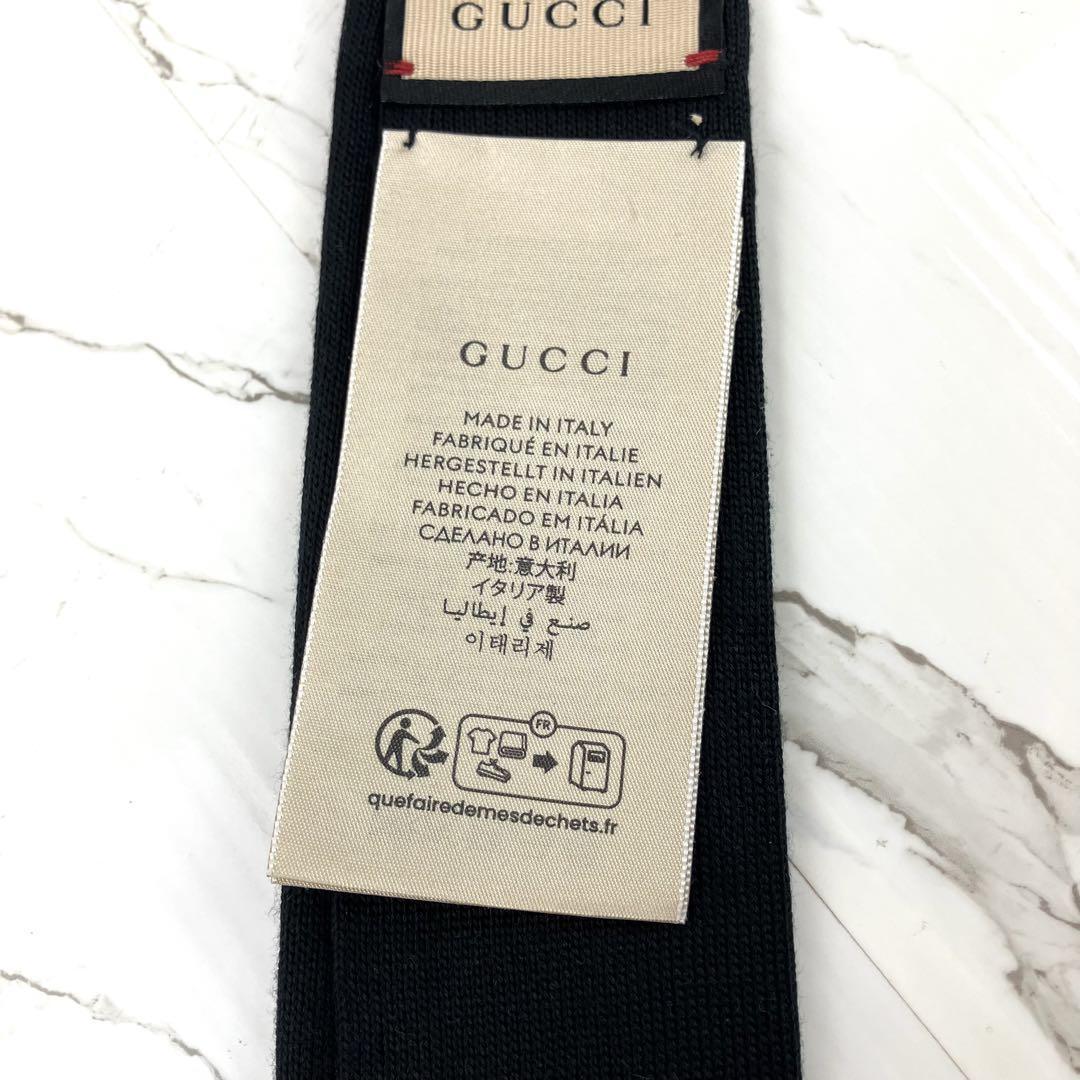 GUCCI
GUCCI
MADE IN ITALY
FABRIQUÉ EN ITALIE
HERGESTELLT IN ITALIEN
HECHO EN ITALIA
FABRICADO EM ITÁLIA
СДЕЛАНО В ИТАЛИИ
产地:意大利
イタリア製
صنع في إيطاليا
이태리제
FR
quefairedemesdechets.fr